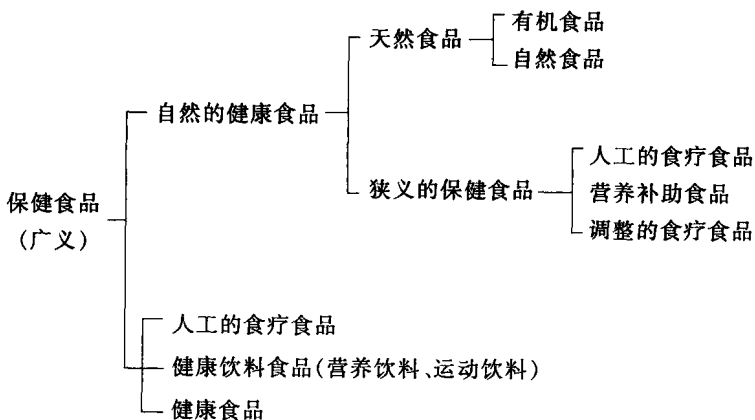 有机食品
天然食品
自然食品
自然的健康食品
人工的食疗食品
狭义的保健食品
营养补助食品
保健食品
(广义)
调整的食疗食品
人工的食疗食品
健康饮料食品(营养饮料、运动饮料)
健康食品